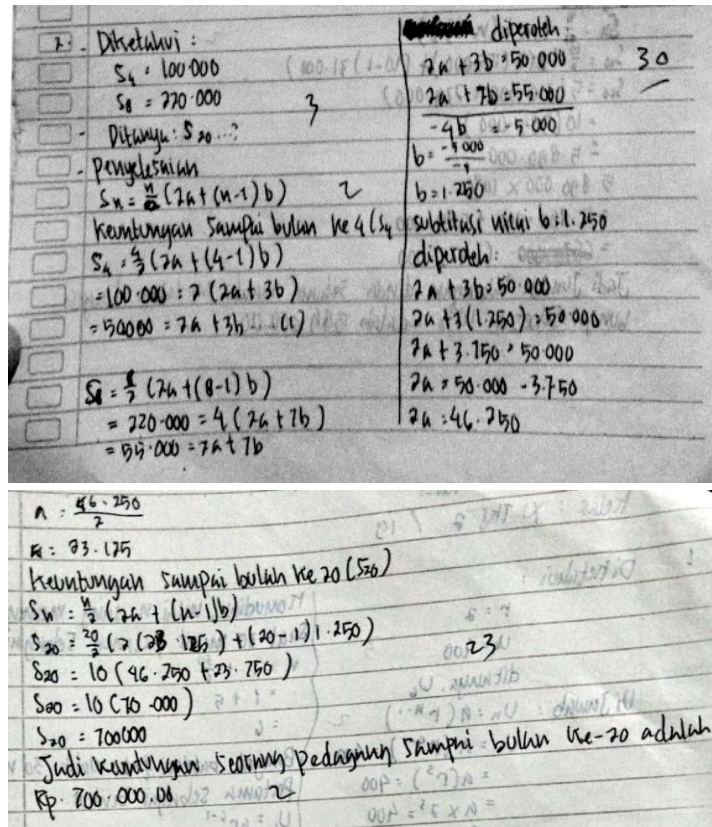 2. - Diketahui :
S₄ = 100.000
S₈ = 220.000
3
- Ditanya : S₂₀ ...?
- Penyelesaian
Sn = n/2 (2a + (n-1) b)
2
Keuntungan sampai bulan ke 4 (S₄
S₄ = 4/2 (2a + (4-1) b)
= 100.000 = 2 (2a + 3b)
= 50000 = 2a + 3b ... (1)
S₈ = 8/2 (2a + (8-1) b)
= 220.000 = 4 (2a + 7b)
= 55.000 = 2a + 7b
diperoleh
2a + 3b = 50.000
30
2a + 7b = 55.000
-4b = 5.000
b = -5000/-4
b = 1.250
subtitusi nilai b = 1.250
diperoleh :
2a + 3b = 50.000
2a + 3 (1.250) = 50.000
2a + 3.750 = 50.000
2a = 50.000 - 3.750
2a = 46.250
a = 46.250/2
a = 23.125
Keuntungan sampai bulan ke 20 (S₂₀)
Sn = n/2 (2a + (n-1) b)
S₂₀ = 20/2 (2 (23 125) + (20-1) 1.250)
23
S₂₀ = 10 (46.250 + 23.750)
S₂₀ = 10 (70.000)
S₂₀ = 700000
Jadi keuntungan seorang pedagang sampai bulan ke-20 adalah
Rp. 700.000.00
2